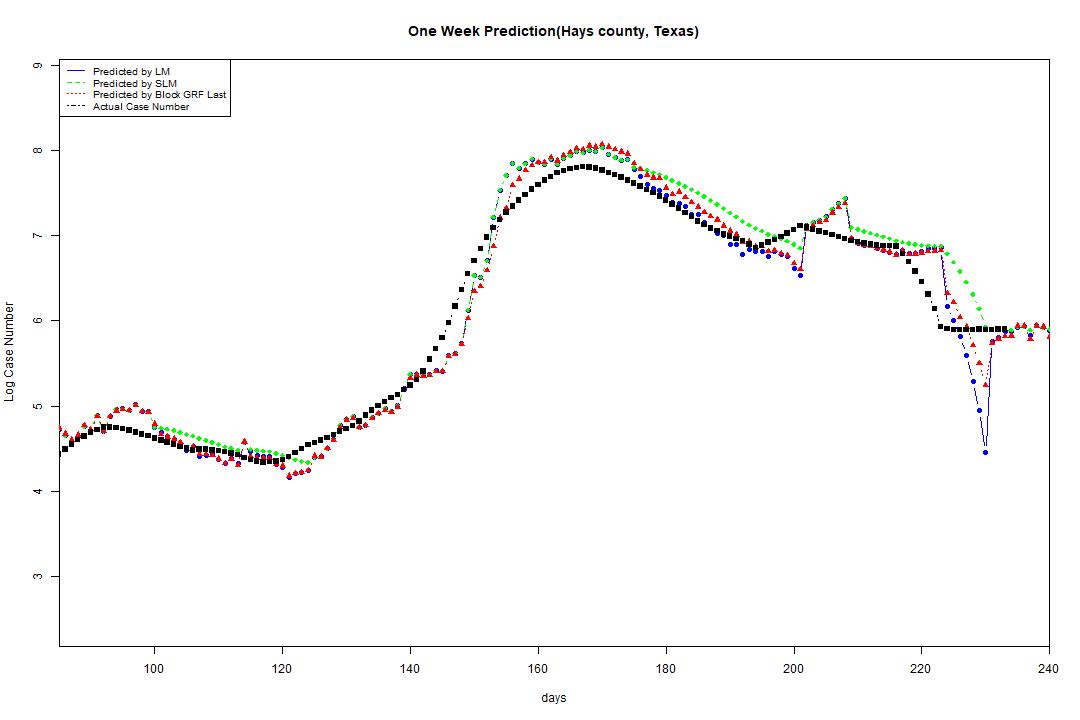 One Week Prediction(Hays county, Texas)
Predicted by LM
Predicted by SLM
Predicted by Block GRF Last
Actual Case Number
9
8
7
6
5
4
3
Log Case Number
100 120 140 160 180 200 220 240
days